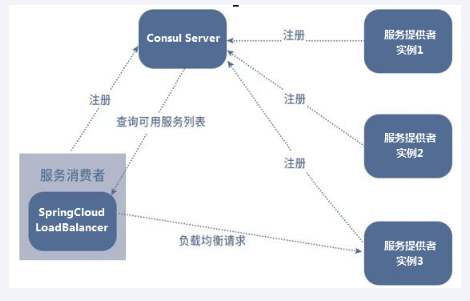 Consul Server
注册
服务提供者
实例1
注册
注册
查询可用服务列表
服务提供者
实例2
服务消费者
注册
SpringCloud
LoadBalancer
负载均衡请求
服务提供者
实例3